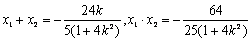 x₁ + x₂ = −24k / 5(1+4k²), x₁ · x₂ = −64 / 25(1+4k²)